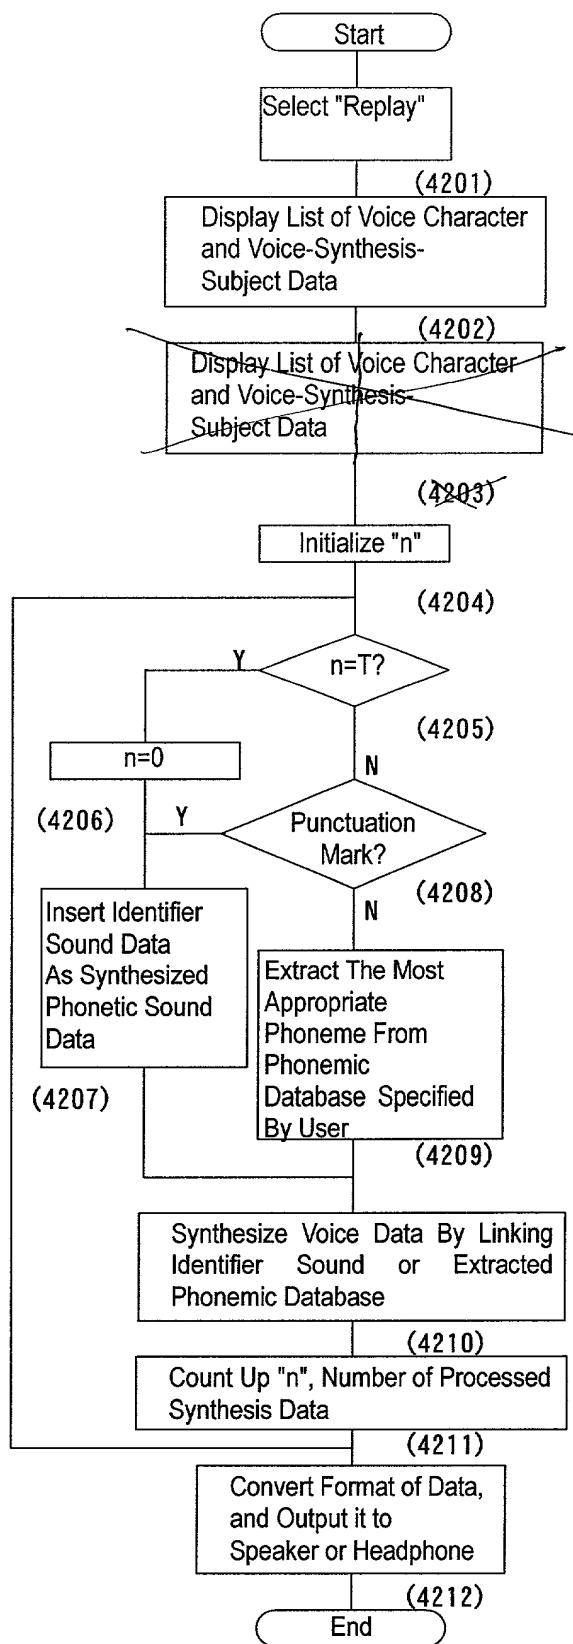 Start
Select "Replay"
(4201)
Display List of Voice Character
and Voice-Synthesis-
Subject Data
(4202)
Display List of Voice Character
and Voice-Synthesis-
Subject Data
(4203)
Initialize "n"
(4204)
n=T?
Y
(4205)
N
n=0
(4206)
Y
Punctuation
Mark?
(4208)
N
Insert Identifier
Sound Data
As Synthesized
Phonetic Sound
Data
(4207)
Extract The Most
Appropriate
Phoneme From
Phonemic
Database Specified
By User
(4209)
Synthesize Voice Data By Linking
Identifier Sound or Extracted
Phonemic Database
(4210)
Count Up "n", Number of Processed
Synthesis Data
(4211)
Convert Format of Data,
and Output it to
Speaker or Headphone
(4212)
End